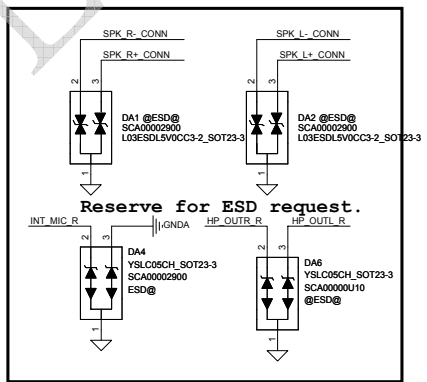 SPK_R-_CONN
SPK_R+_CONN
2
3
DA1 @ESD@
SCA00002900
L03ESDL5V0CC3-2_SOT23-3
1
SPK_L-_CONN
SPK_L+_CONN
2
3
DA2 @ESD@
SCA00002900
L03ESDL5V0CC3-2_SOT23-3
1
Reserve for ESD request.
INT_MIC_R
GNDA
2
3
DA4
YSLC05CH_SOT23-3
SCA00002900
ESD@
1
HP_OUTR_R
HP_OUTL_R
2
3
DA6
YSLC05CH_SOT23-3
SCA00000U10
@ESD@
1